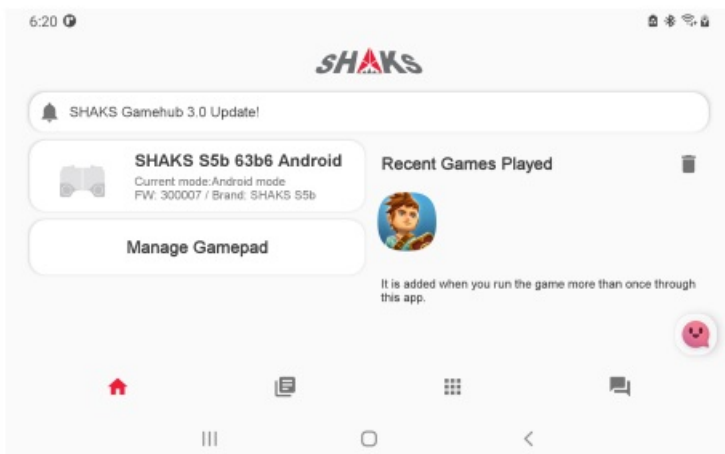 6:20
SHAKS
SHAKS Gamehub 3.0 Update!
SHAKS S5b 63b6 Android
Current mode:Android mode
FW: 300007 / Brand: SHAKS S5b
Manage Gamepad
Recent Games Played
It is added when you run the game more than once through
this app.